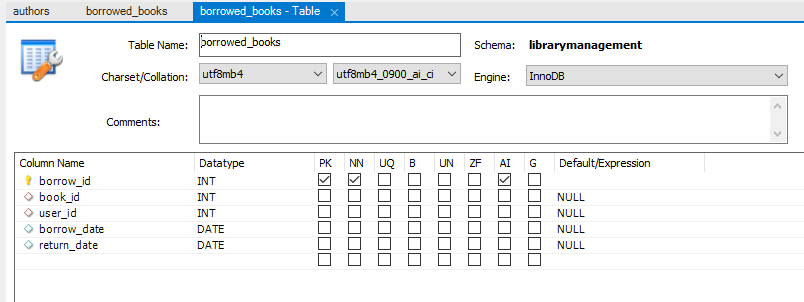 authors borrowed_books borrowed_books - Table ×
Table Name: borrowed_books Schema: librarymanagement
Charset/Collation: utf8mb4 utf8mb4_0900_ai_ci Engine: InnoDB
Comments:
Column Name Datatype PK NN UQ B UN ZF AI G Default/Expression
borrow_id INT
book_id INT NULL
user_id INT NULL
borrow_date DATE NULL
return_date DATE NULL